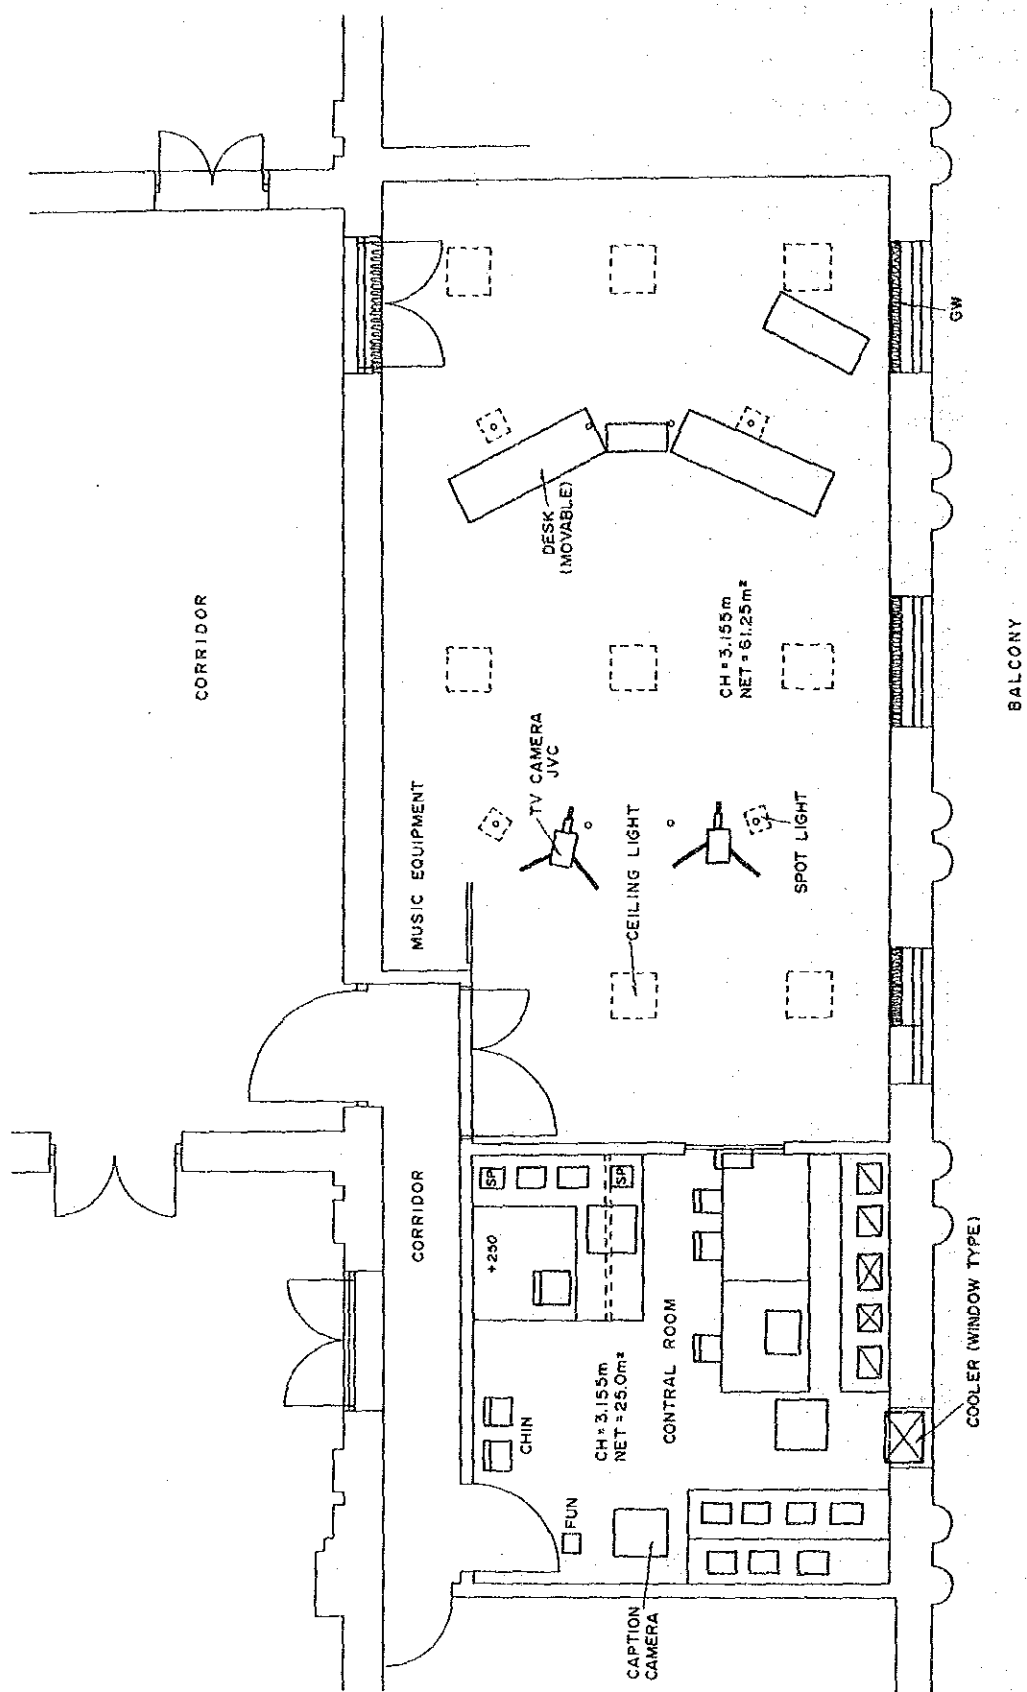 CORRIDOR
BALCONY
GW
DESK
(MOVABLE)
CH = 3.155m
NET = 61.25m²
MUSIC EQUIPMENT
TV CAMERA
JVC
CEILING LIGHT
SPOT LIGHT
CORRIDOR
SP
SP
+250
CHIN
CH = 3.155m
NET = 25.0m²
CONTRAL ROOM
COOLER (WINDOW TYPE)
FUN
CAPTION
CAMERA